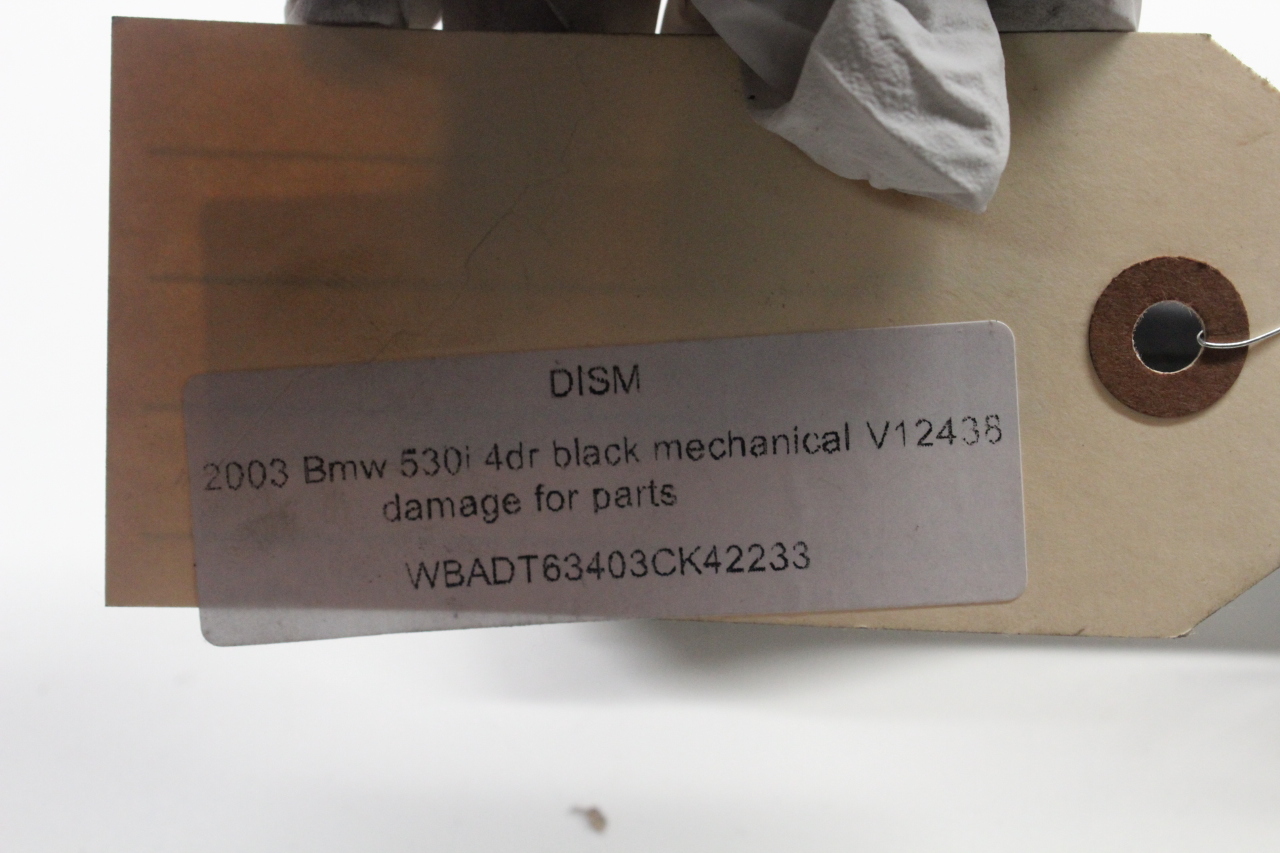 DISM
2003 Bmw 530i 4dr black mechanical V12438
damage for parts
WBADT63403CK42233